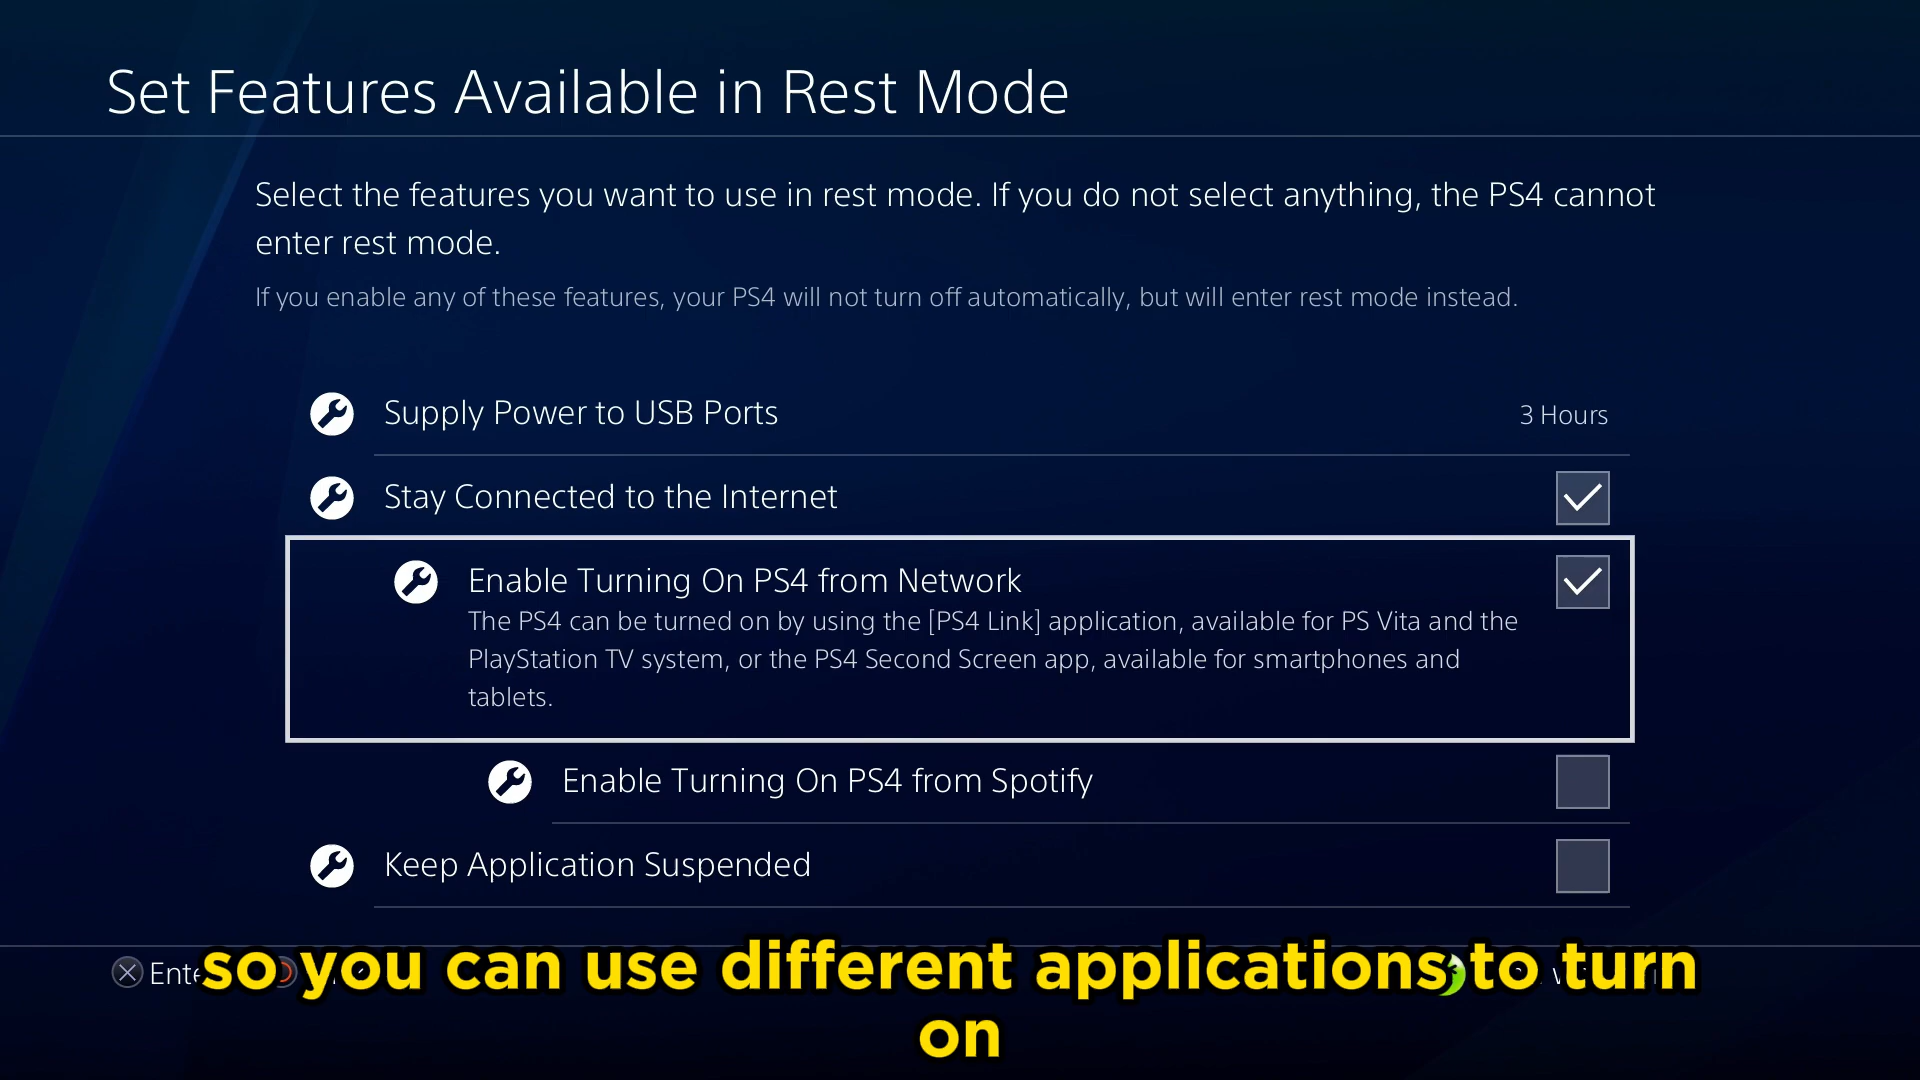 Set Features Available in Rest Mode
Select the features you want to use in rest mode. If you do not select anything, the PS4 cannot
enter rest mode.
If you enable any of these features, your PS4 will not turn off automatically, but will enter rest mode instead.
Supply Power to USB Ports 3 Hours
Stay Connected to the Internet
Enable Turning On PS4 from Network
The PS4 can be turned on by using the [PS4 Link] application, available for PS Vita and the
PlayStation TV system, or the PS4 Second Screen app, available for smartphones and
tablets.
Enable Turning On PS4 from Spotify
Keep Application Suspended
so you can use different applications to turn
on